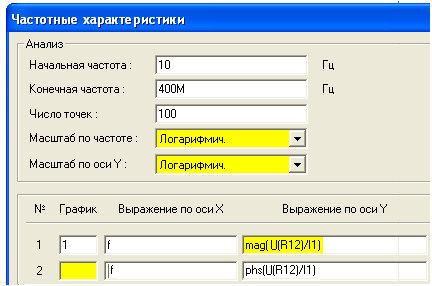 Частотные характеристики
Анализ
Начальная частота : 10 Гц
Конечная частота : 400М Гц
Число точек : 100
Масштаб по частоте : Логарифмич.
Масштаб по оси Y : Логарифмич.
№ График Выражение по оси X Выражение по оси Y
1 1 f mag(U(R12)/I1)
2 f phs(U(R12)/I1)